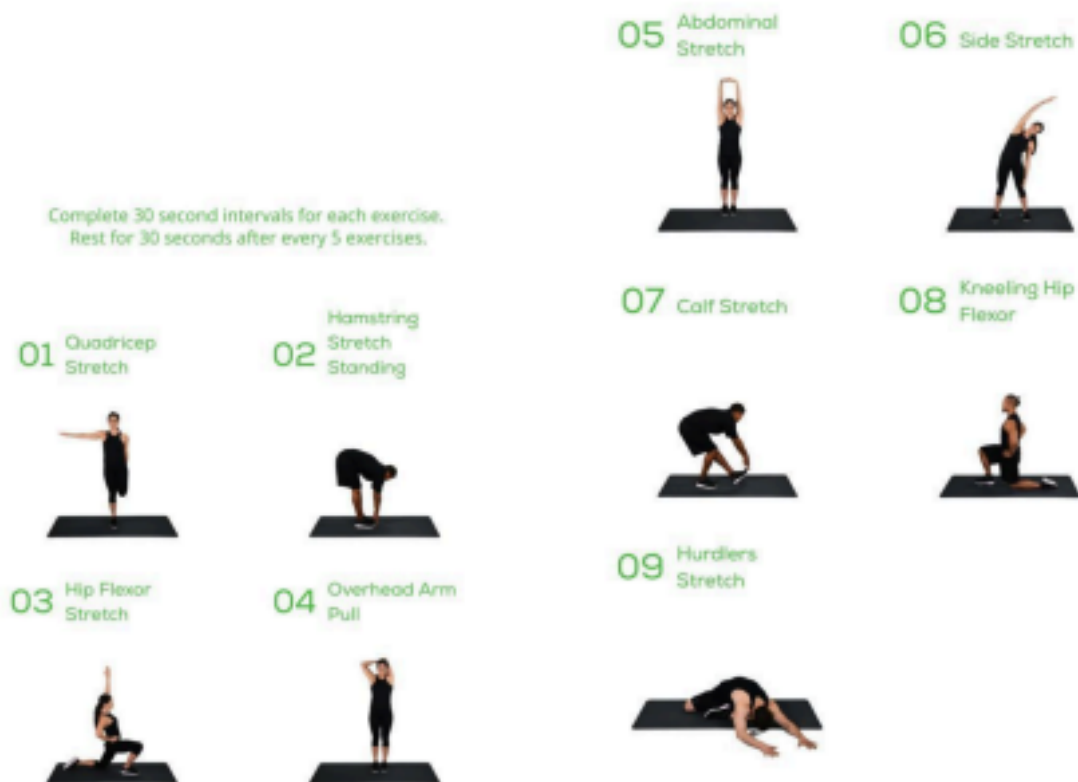 Complete 30 second intervals for each exercise.
Rest for 30 seconds after every 5 exercises.
01 Quadricep
Stretch
02 Hamstring
Stretch
Standing
03 Hip Flexor
Stretch
04 Overhead Arm
Pull
05 Abdominal
Stretch
06 Side Stretch
07 Calf Stretch
08 Kneeling Hip
Flexor
09 Hurdlers
Stretch